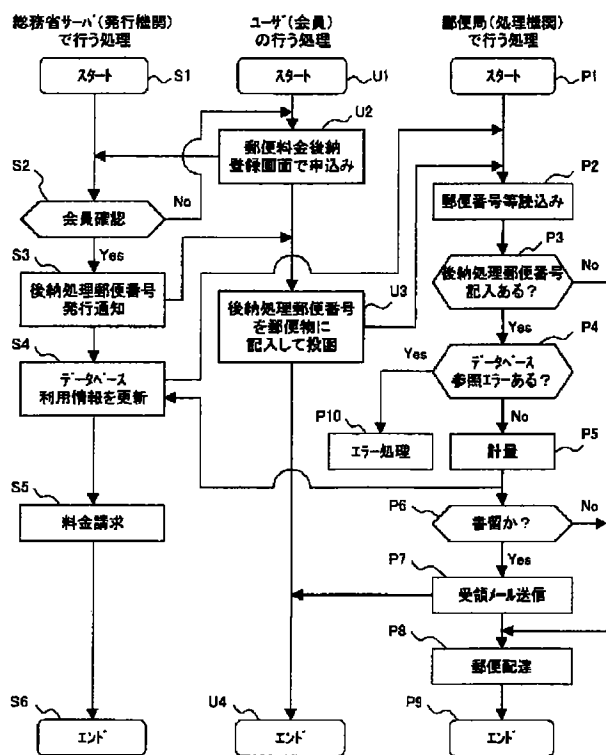 総務省サーバ(発行機関)
で行う処理
ユーザ(会員)
の行う処理
郵便局(処理機関)
で行う処理
スタート
S1
スタート
U1
スタート
P1
U2
郵便料金後納
登録画面で申込み
S2
会員確認
No
Yes
P2
郵便番号等読込み
P3
後納処理郵便番号
記入ある?
No
Yes
S3
後納処理郵便番号
発行通知
U3
後納処理郵便番号
を郵便物に
記入して投函
P4
データベース
参照エラーある?
Yes
No
S4
データベース
利用情報を更新
P10
エラー処理
P5
計量
S5
料金請求
P6
書留か?
No
Yes
P7
受領メール送信
P8
郵便配達
S6
エンド
U4
エンド
P9
エンド